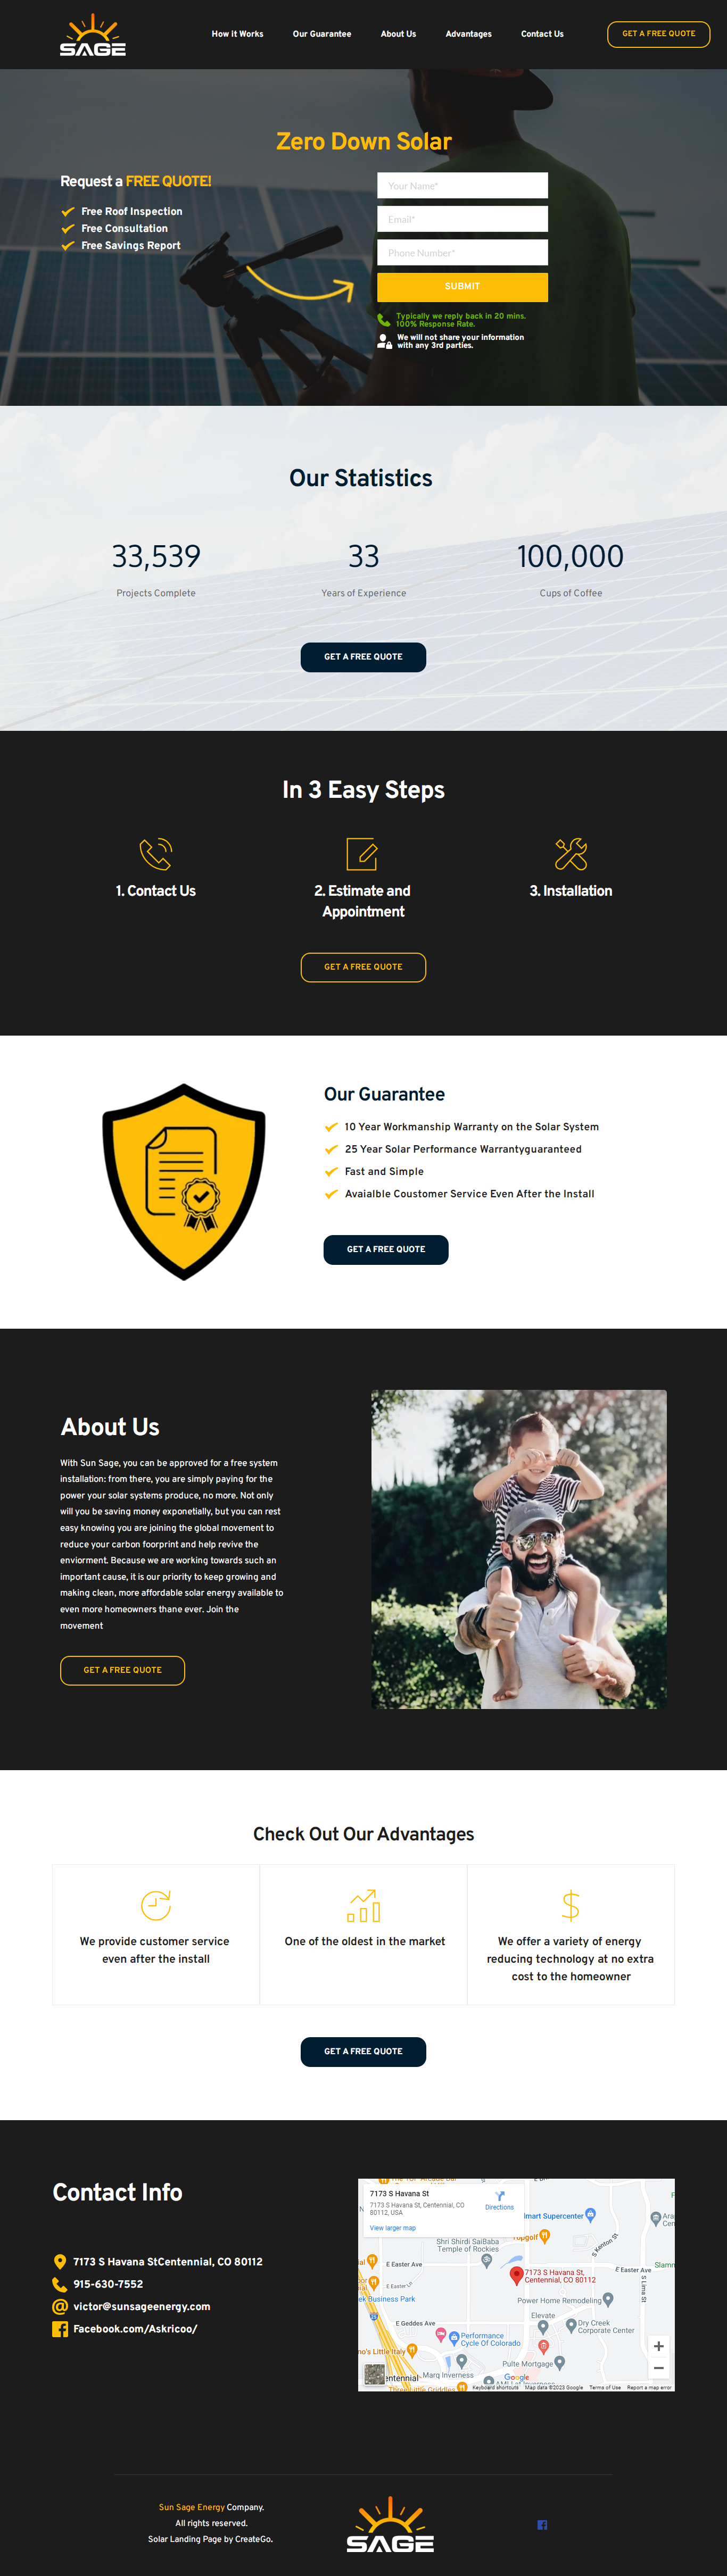 SAGE
How it Works
Our Guarantee
About Us
Advantages
Contact Us
GET A FREE QUOTE
Zero Down Solar
Request a FREE QUOTE!
Free Roof Inspection
Free Consultation
Free Savings Report
Your Name*
Email*
Phone Number*
SUBMIT
Typically we reply back in 20 mins.
100% Response Rate.
We will not share your information
with any 3rd parties.
Our Statistics
33,539
Projects Complete
33
Years of Experience
100,000
Cups of Coffee
GET A FREE QUOTE
In 3 Easy Steps
1. Contact Us
2. Estimate and
Appointment
3. Installation
GET A FREE QUOTE
Our Guarantee
10 Year Workmanship Warranty on the Solar System
25 Year Solar Performance Warrantyguaranteed
Fast and Simple
Avaialble Coustomer Service Even After the Install
GET A FREE QUOTE
About Us
With Sun Sage, you can be approved for a free system
installation: from there, you are simply paying for the
power your solar systems produce, no more. Not only
will you be saving money exponetially, but you can rest
easy knowing you are joining the global movement to
reduce your carbon foorprint and help revive the
enviorment. Because we are working towards such an
important cause, it is our priority to keep growing and
making clean, more affordable solar energy available to
even more homeowners thane ever. Join the
movement
GET A FREE QUOTE
Check Out Our Advantages
We provide customer service
even after the install
One of the oldest in the market
We offer a variety of energy
reducing technology at no extra
cost to the homeowner
GET A FREE QUOTE
Contact Info
7173 S Havana StCentennial, CO 80112
915-630-7552
victor@sunsageenergy.com
Facebook.com/Askricoo/
7173 S Havana St
7173 S Havana St, Centennial, CO
80112, USA
Directions
View larger map
lmart Supercenter
Topgolf
Shri Shirdi SaiBaba
Temple of Rockies
S Kenton St
E Easter Ave
E Easter Ave
Slamm
7173 S Havana St,
Centennial, CO 80112
E Easter
S Lima St
ek Business Park
Power Home Remodeling
Elevate
E Geddes Ave
Dry Creek
Corporate Center
Performance
Cycle Of Colorado
no's Little Italy
Pulte Mortgage
Marq Inverness
entennial
Google
Keyboard shortcuts
Map data ©2023 Google
Terms of Use
Report a map error
Sun Sage Energy Company.
All rights reserved.
Solar Landing Page by CreateGo.
SAGE